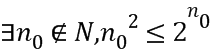 ∃n₀ ∉ N, n₀² ≤ 2^{n₀}